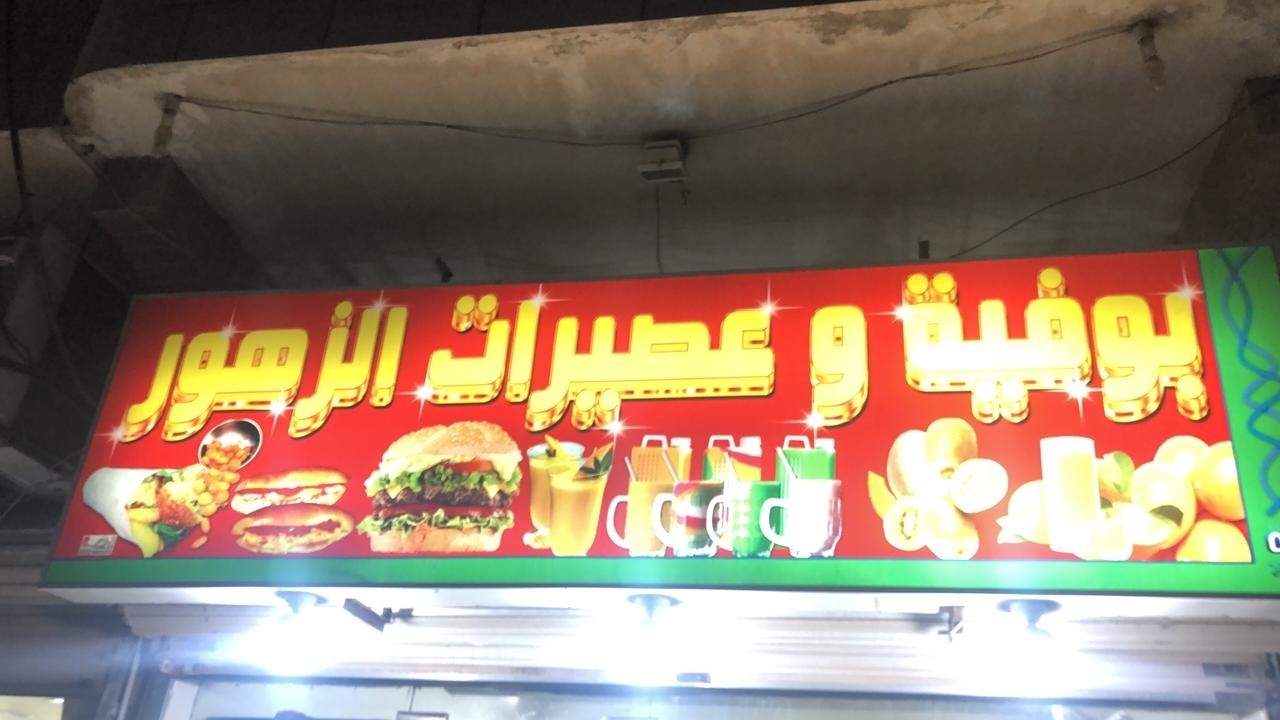 بوفية و عصيرات الزهور